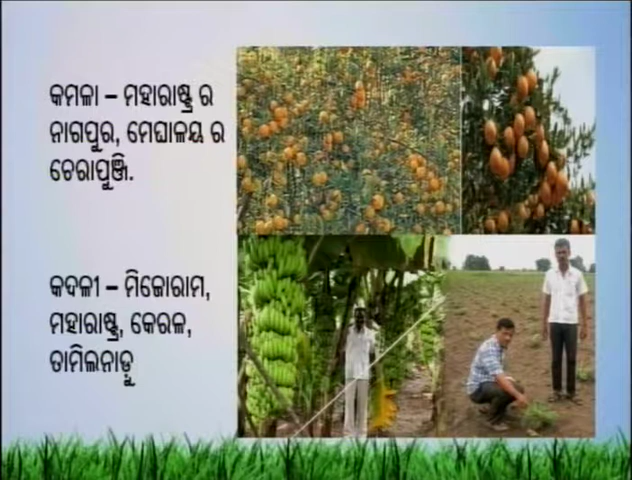 କମଳା – ମହାରାଷ୍ଟ୍ର ର
ନାଗପୁର, ମେଘାଳୟ ର
ଚେରାପୁଞ୍ଜି.
କଦଳୀ – ମିଜୋରାମ,
ମହାରାଷ୍ଟ୍ର, କେରଳ,
ତାମିଲନାଡୁ